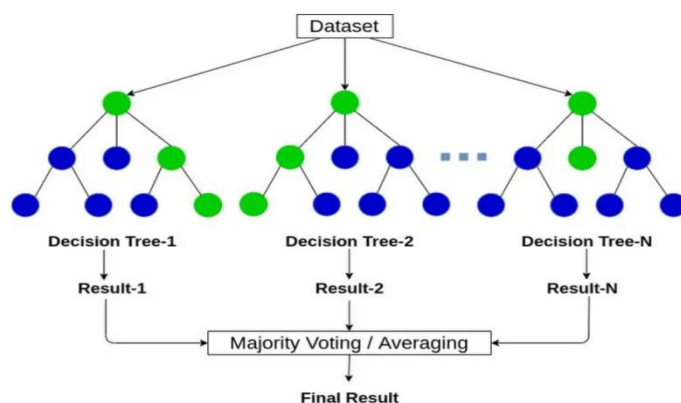 Dataset
Decision Tree-1
Decision Tree-2
Decision Tree-N
Result-1
Result-2
Result-N
Majority Voting / Averaging
Final Result